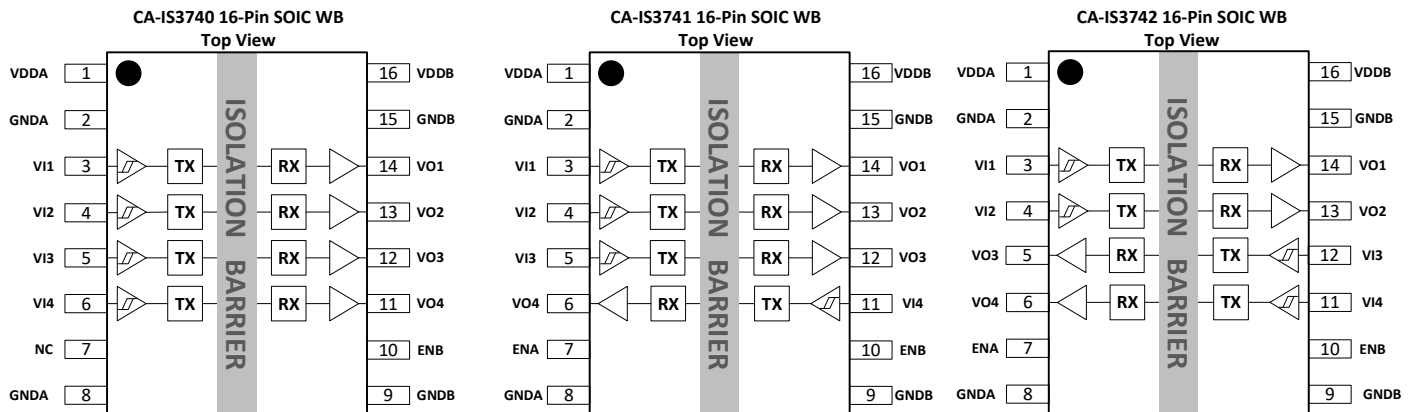 CA-IS3740 16-Pin SOIC WB
Top View
VDDA 1 16 VDDB
GNDA 2 15 GNDB
VI1 3 TX RX 14 VO1
VI2 4 TX RX 13 VO2
VI3 5 TX RX 12 VO3
VI4 6 TX RX 11 VO4
NC 7 10 ENB
GNDA 8 9 GNDB
ISOLATION BARRIER
CA-IS3741 16-Pin SOIC WB
Top View
VDDA 1 16 VDDB
GNDA 2 15 GNDB
VI1 3 TX RX 14 VO1
VI2 4 TX RX 13 VO2
VI3 5 TX RX 12 VO3
VO4 6 RX TX 11 VI4
ENA 7 10 ENB
GNDA 8 9 GNDB
ISOLATION BARRIER
CA-IS3742 16-Pin SOIC WB
Top View
VDDA 1 16 VDDB
GNDA 2 15 GNDB
VI1 3 TX RX 14 VO1
VI2 4 TX RX 13 VO2
VO3 5 RX TX 12 VI3
VO4 6 RX TX 11 VI4
ENA 7 10 ENB
GNDA 8 9 GNDB
ISOLATION BARRIER